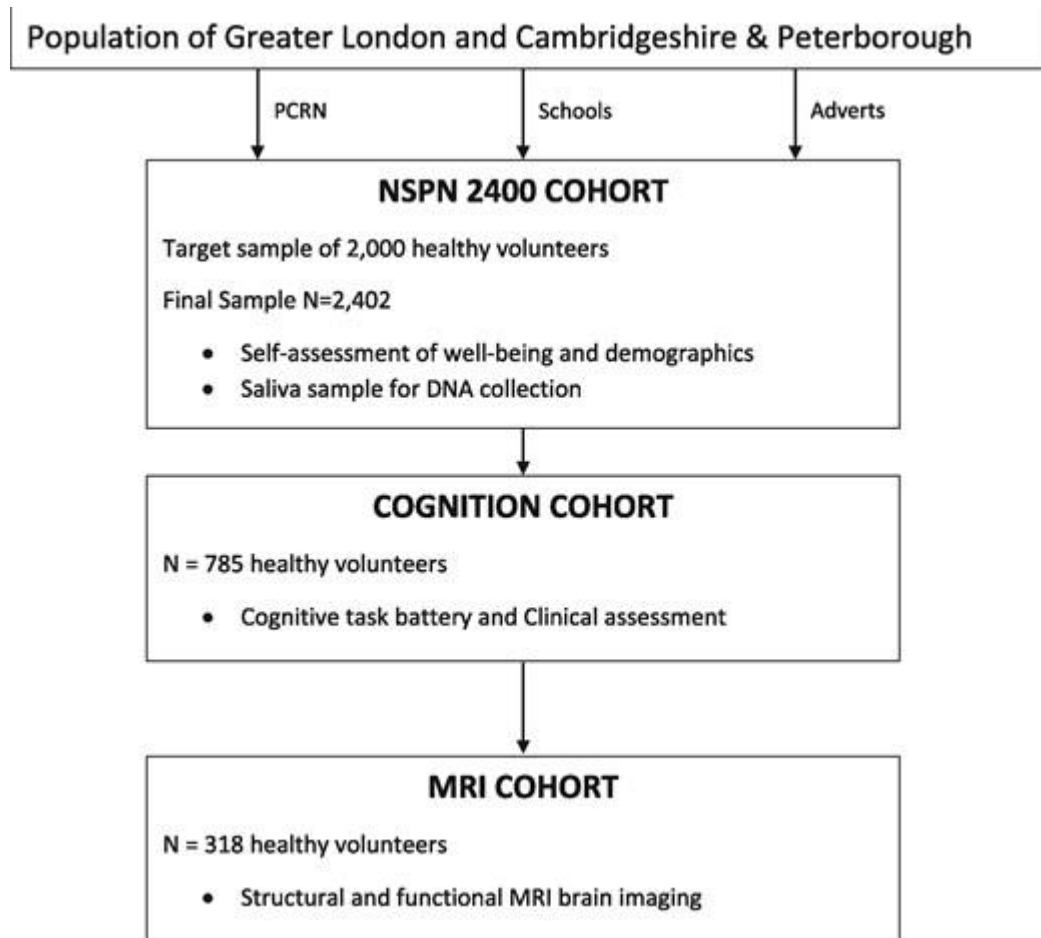 Population of Greater London and Cambridgeshire & Peterborough
PCRN
Schools
Adverts
NSPN 2400 COHORT
Target sample of 2,000 healthy volunteers
Final Sample N=2,402
• Self-assessment of well-being and demographics
• Saliva sample for DNA collection
COGNITION COHORT
N = 785 healthy volunteers
• Cognitive task battery and Clinical assessment
MRI COHORT
N = 318 healthy volunteers
• Structural and functional MRI brain imaging